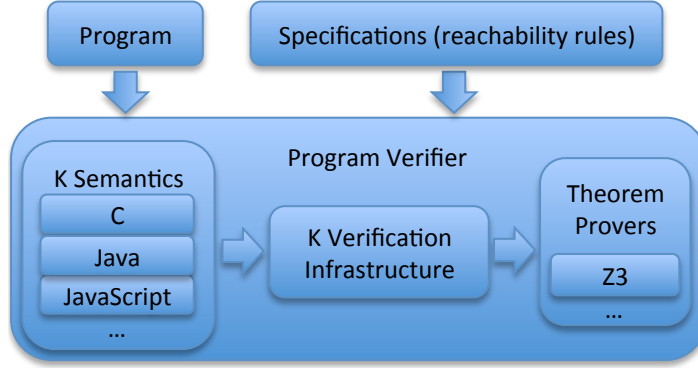 Program
Specifications (reachability rules)
Program Verifier
K Semantics
C
Java
JavaScript
...
K Verification
Infrastructure
Theorem
Provers
Z3
...